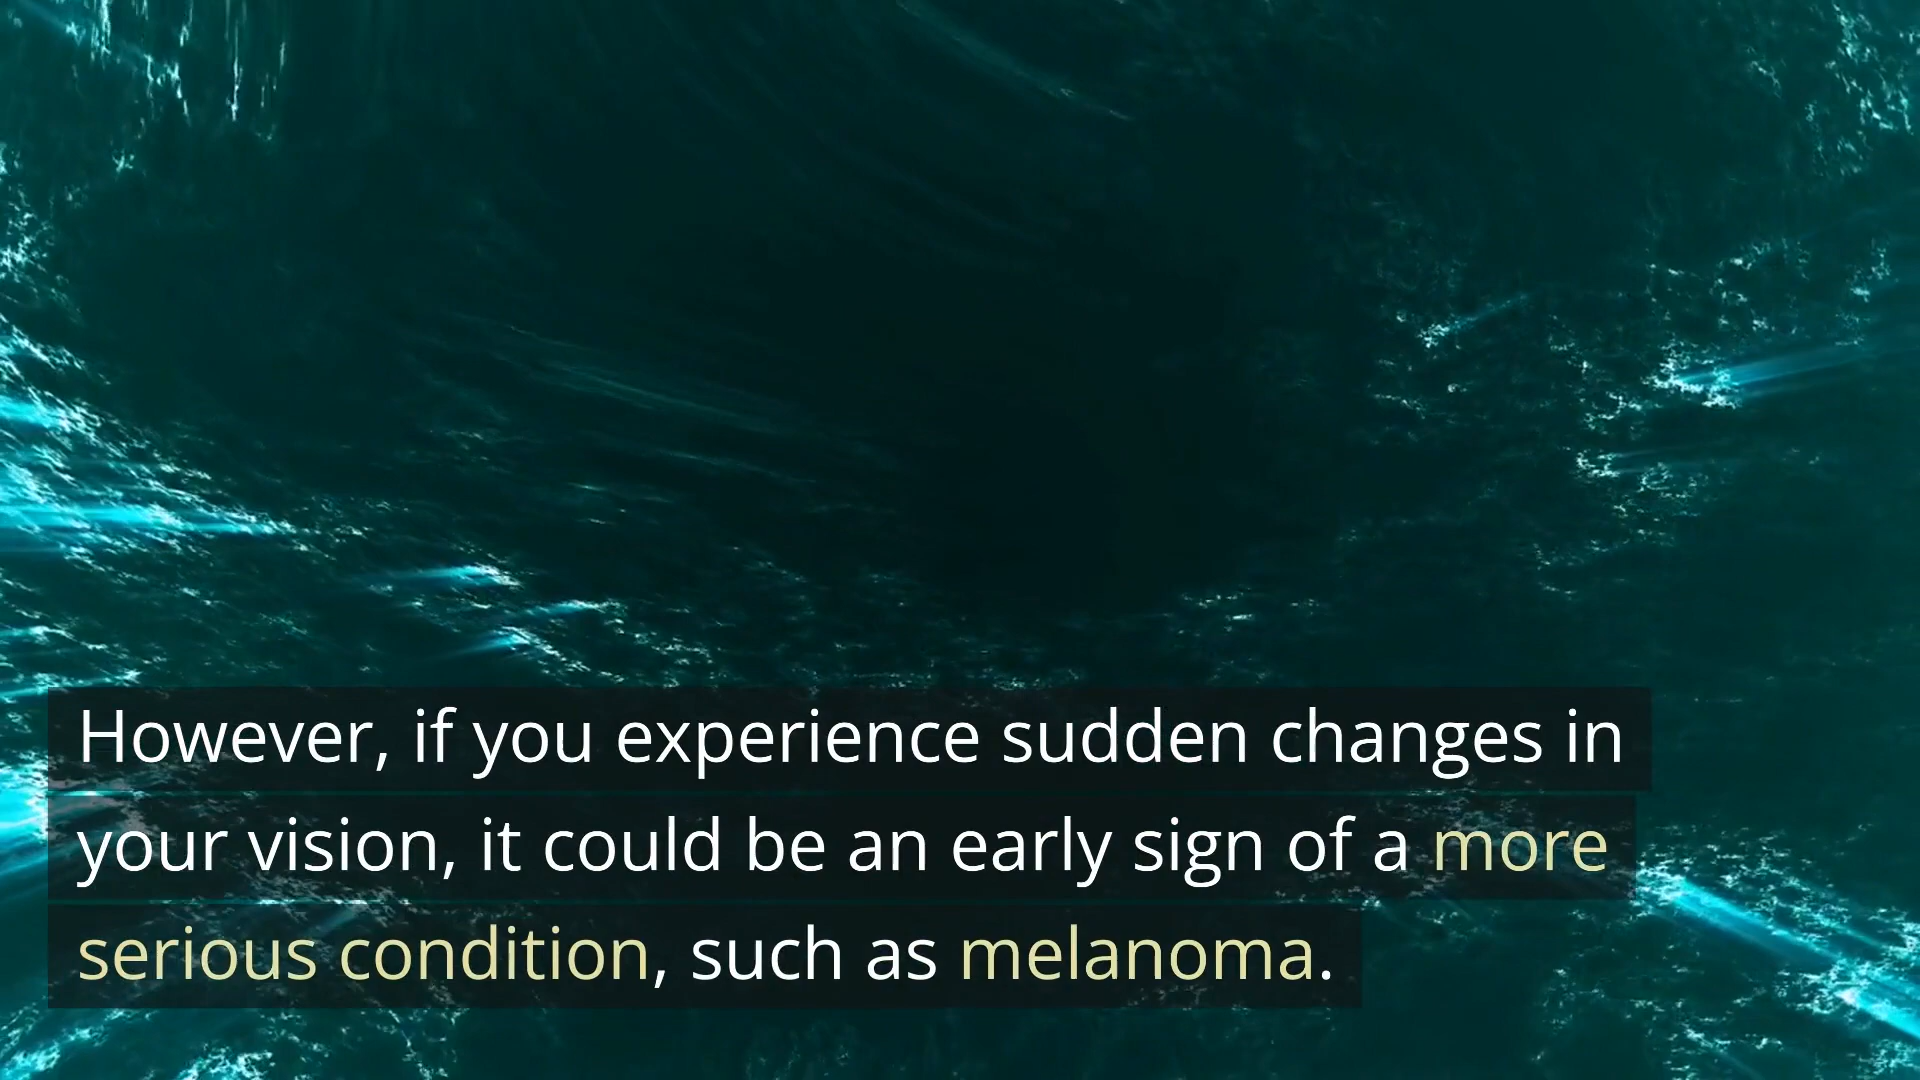 However, if you experience sudden changes in
your vision, it could be an early sign of a more
serious condition, such as melanoma.